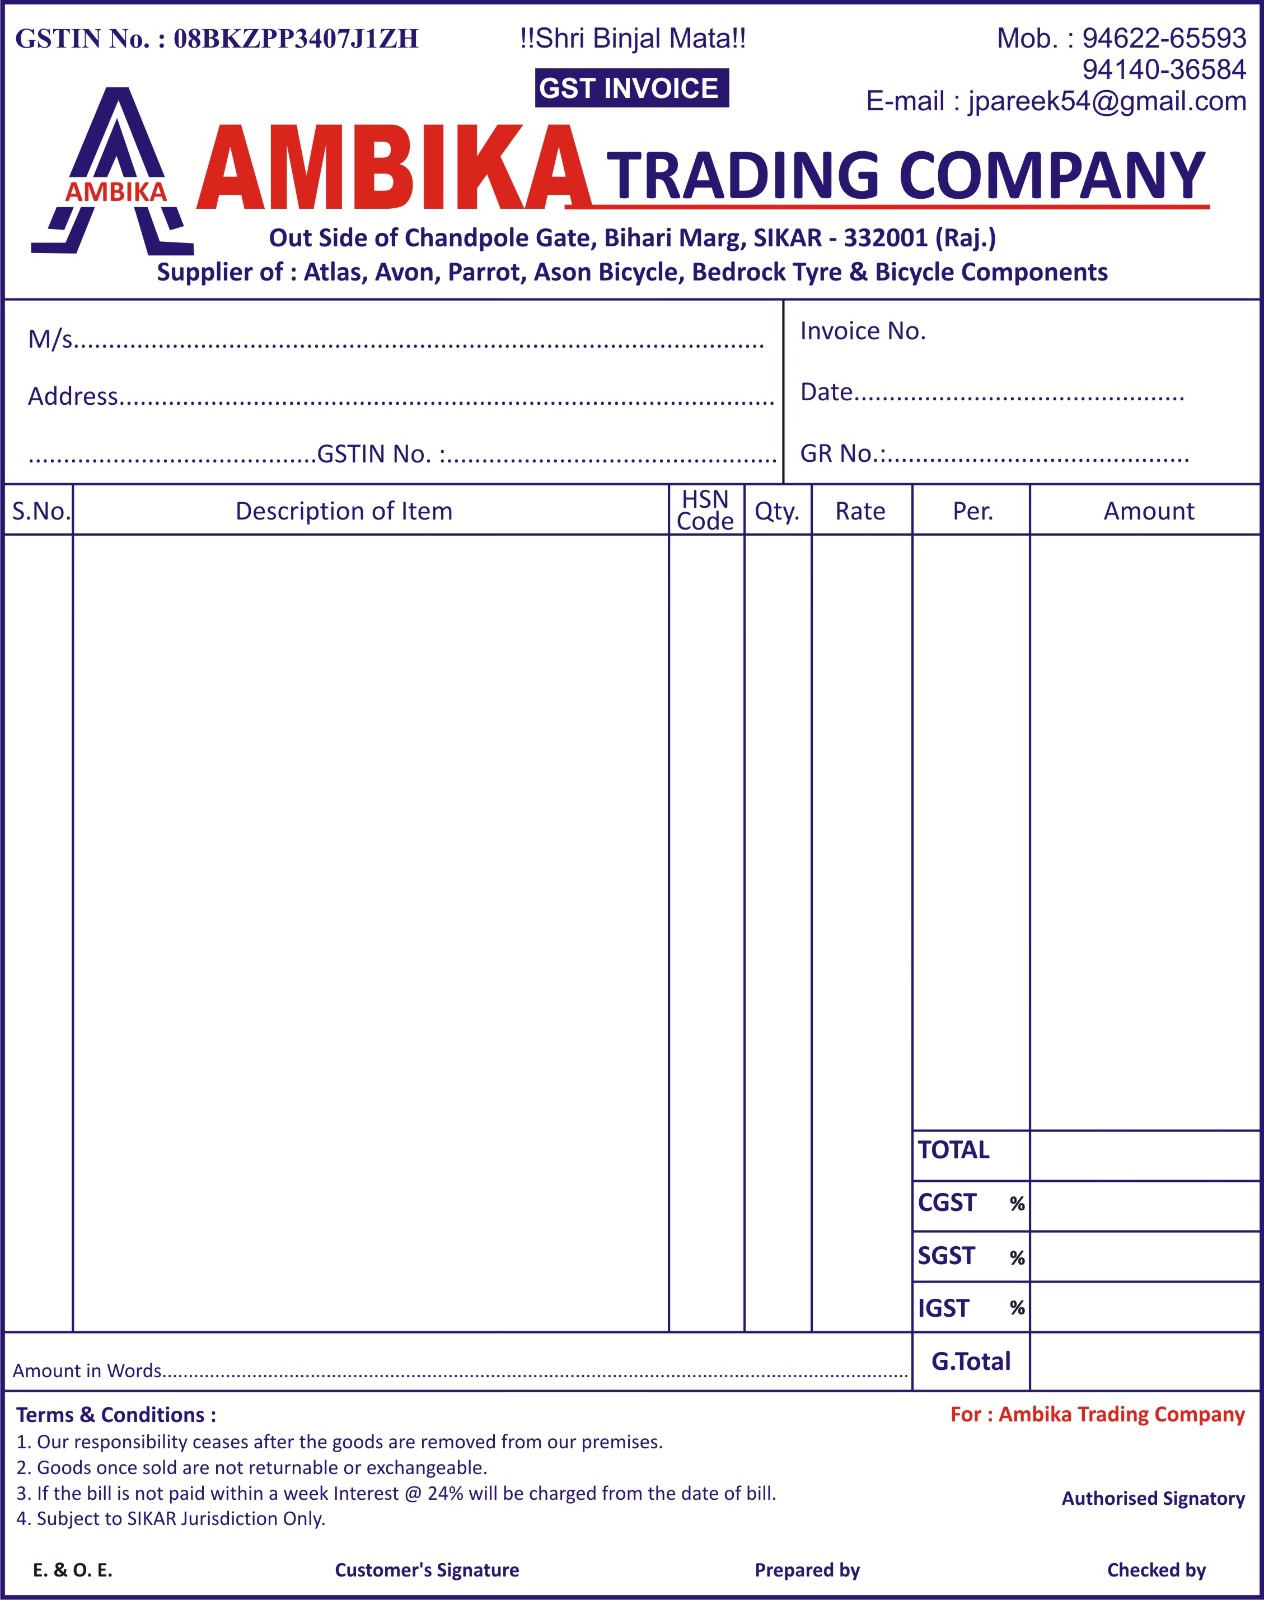 GSTIN No. : 08BKZPP3407J1ZH
!!Shri Binjal Mata!!
Mob. : 94622-65593
94140-36584
GST INVOICE
E-mail : jpareek54@gmail.com
AMBIKA
AMBIKA TRADING COMPANY
Out Side of Chandpole Gate, Bihari Marg, SIKAR - 332001 (Raj.)
Supplier of : Atlas, Avon, Parrot, Ason Bicycle, Bedrock Tyre & Bicycle Components
M/s..................................................................................................
Address............................................................................................
.........................................GSTIN No. :...............................................
Invoice No.
Date...............................................
GR No.:...........................................
S.No. Description of Item HSN Code Qty. Rate Per. Amount
TOTAL
CGST %
SGST %
IGST %
Amount in Words.....................................................................................................................................
G.Total
Terms & Conditions :
1. Our responsibility ceases after the goods are removed from our premises.
2. Goods once sold are not returnable or exchangeable.
3. If the bill is not paid within a week Interest @ 24% will be charged from the date of bill.
4. Subject to SIKAR Jurisdiction Only.
For : Ambika Trading Company
Authorised Signatory
E. & O. E. Customer's Signature Prepared by Checked by